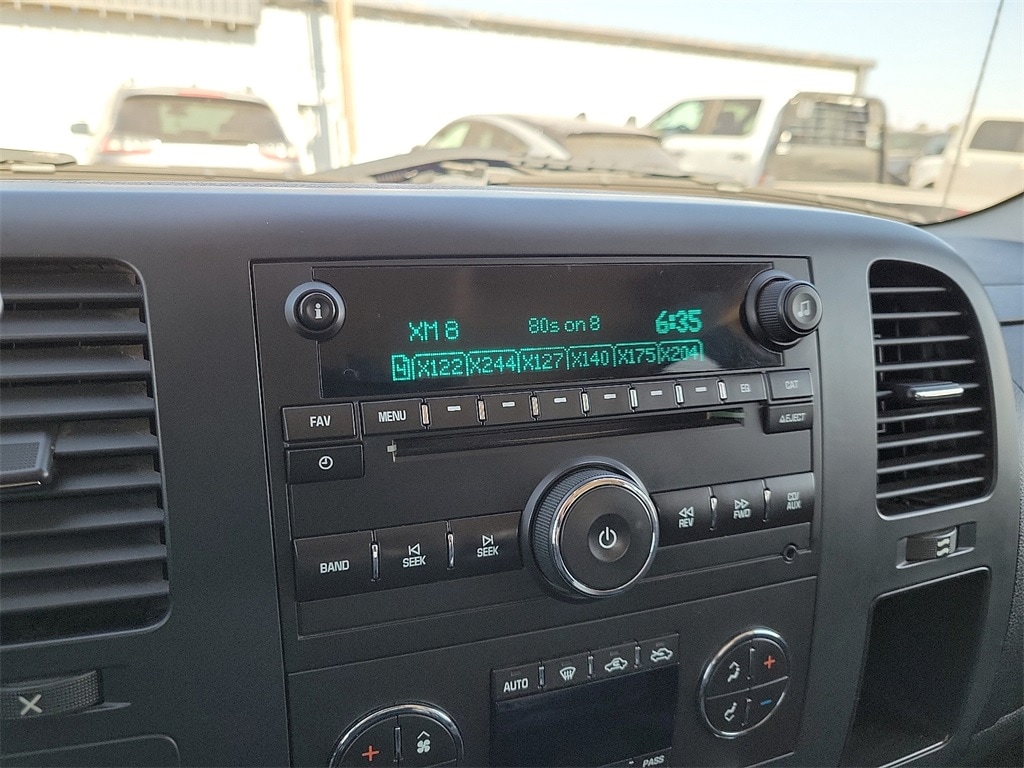 XM 8 80s on 8 6:35
4 X122 X244 X127 X140 X175 X204
FAV MENU EQ CAT
EJECT
REV FWD CD/AUX
BAND SEEK SEEK
AUTO
PASS